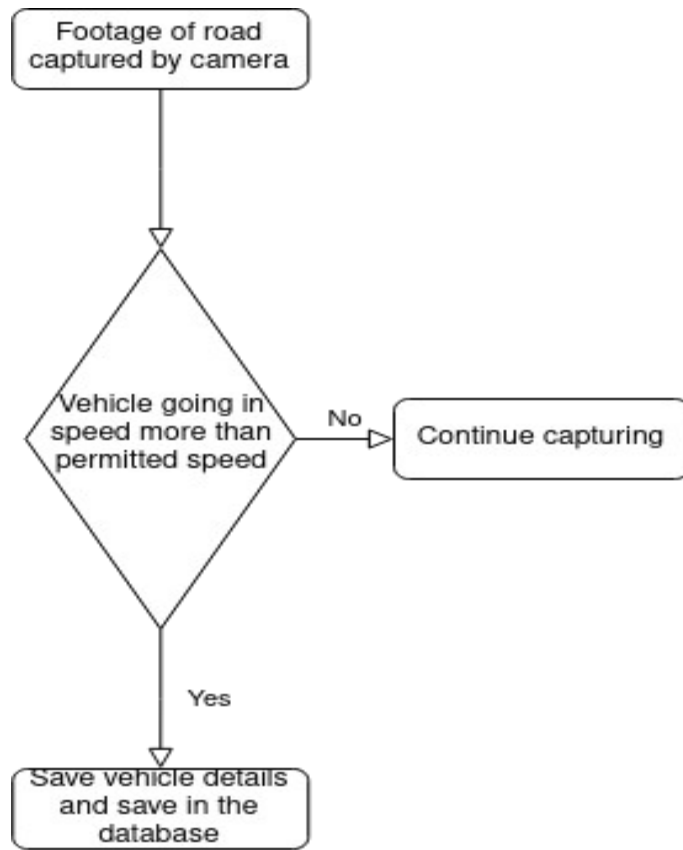 Footage of road
captured by camera
Vehicle going in
speed more than
permitted speed
No
Continue capturing
Yes
Save vehicle details
and save in the
database